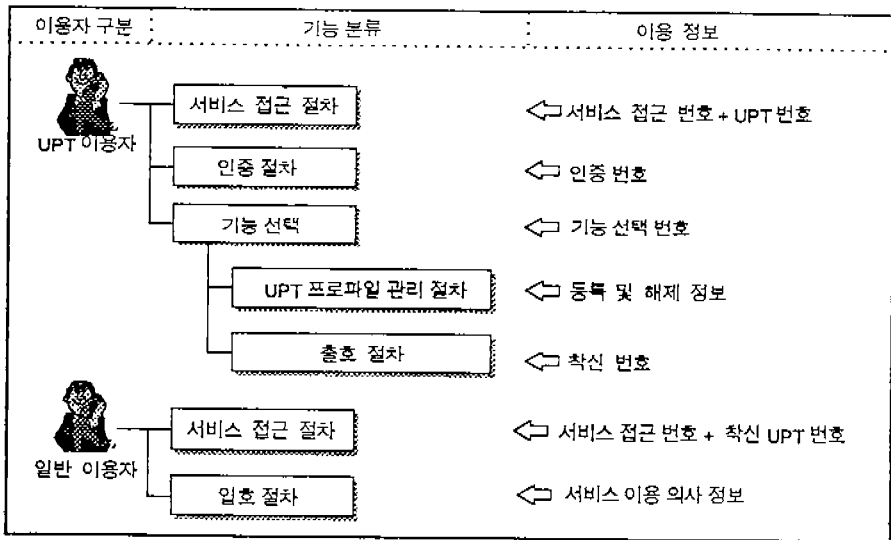 이용자 구분 기능 분류 이용 정보
서비스 접근 절차 서비스 접근 번호 + UPT 번호
UPT 이용자
인증 절차 인증 번호
기능 선택 기능 선택 번호
UPT 프로파일 관리 절차 등록 및 해제 정보
출호 절차 착신 번호
서비스 접근 절차 서비스 접근 번호 + 착신 UPT 번호
일반 이용자
입호 절차 서비스 이용 의사 정보